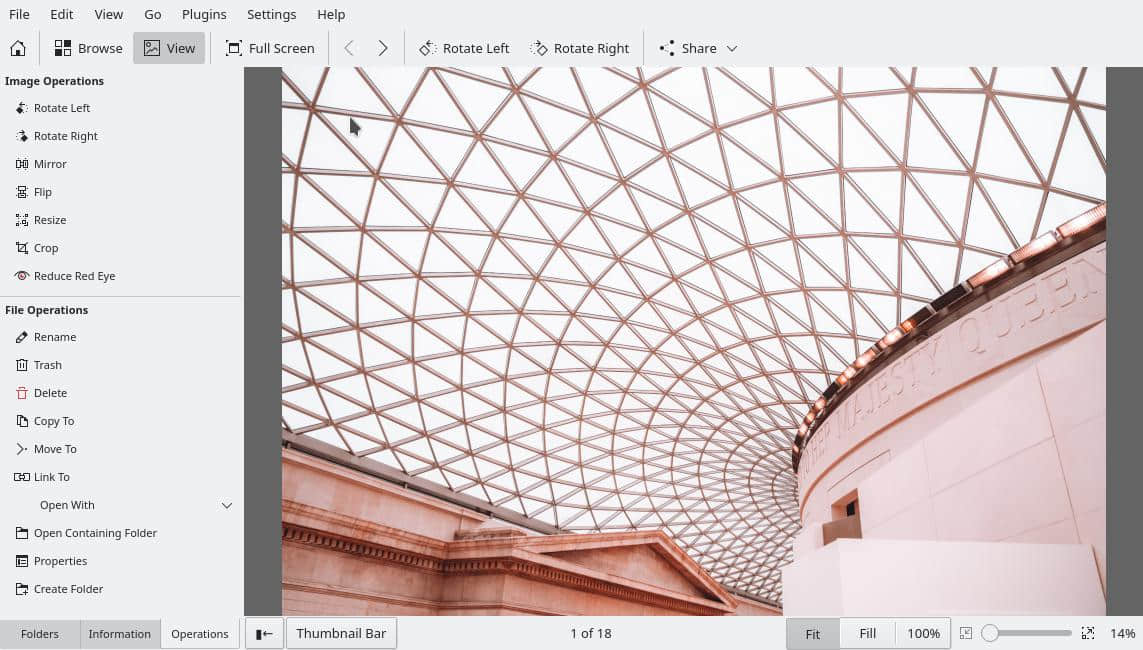 File Edit View Go Plugins Settings Help
Browse View Full Screen Rotate Left Rotate Right Share
Image Operations
Rotate Left
Rotate Right
Mirror
Flip
Resize
Crop
Reduce Red Eye
File Operations
Rename
Trash
Delete
Copy To
Move To
Link To
Open With
Open Containing Folder
Properties
Create Folder
HER MAJESTY QUEEN
Folders Information Operations Thumbnail Bar 1 of 18 Fit Fill 100% 14%